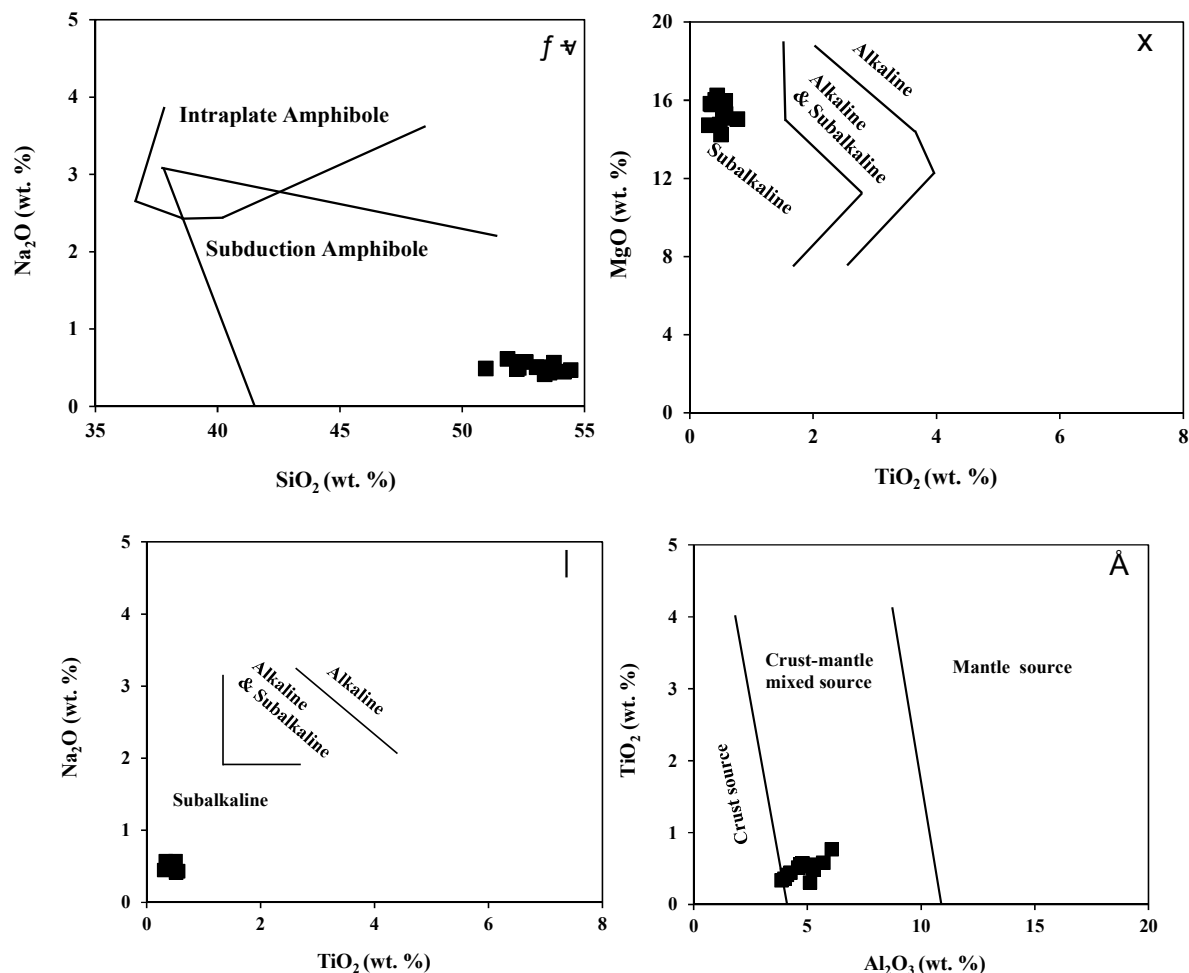 5
4
3
2
1
0
Na₂O (wt. %)
Intraplate Amphibole
Subduction Amphibole
35
40
45
50
55
SiO₂ (wt. %)
20
16
12
8
4
0
MgO (wt. %)
x
Alkaline
Alkaline
& Subalkaline
Subalkaline
0
2
4
6
8
TiO₂ (wt. %)
5
4
3
2
1
0
Na₂O (wt. %)
l
Alkaline
Alkaline
& Subalkaline
Subalkaline
0
2
4
6
8
TiO₂ (wt. %)
5
4
3
2
1
0
TiO₂ (wt. %)
Å
Crust-mantle
mixed source
Mantle source
Crust source
0
5
10
15
20
Al₂O₃ (wt. %)